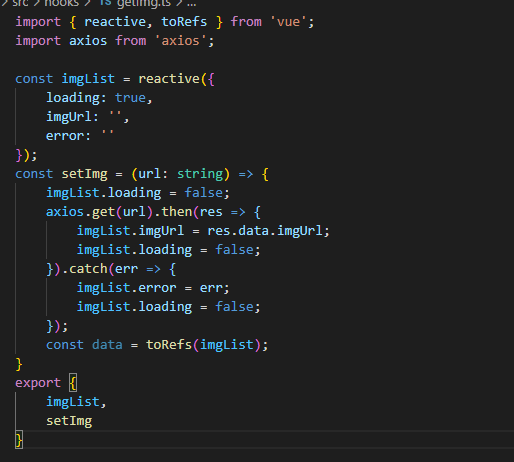 src > hooks > TS getImg.ts > ...
import { reactive, toRefs } from 'vue';
import axios from 'axios';
const imgList = reactive({
    loading: true,
    imgUrl: '',
    error: ''
});
const setImg = (url: string) => {
    imgList.loading = false;
    axios.get(url).then(res => {
        imgList.imgUrl = res.data.imgUrl;
        imgList.loading = false;
    }).catch(err => {
        imgList.error = err;
        imgList.loading = false;
    });
    const data = toRefs(imgList);
}
export {
    imgList,
    setImg
}